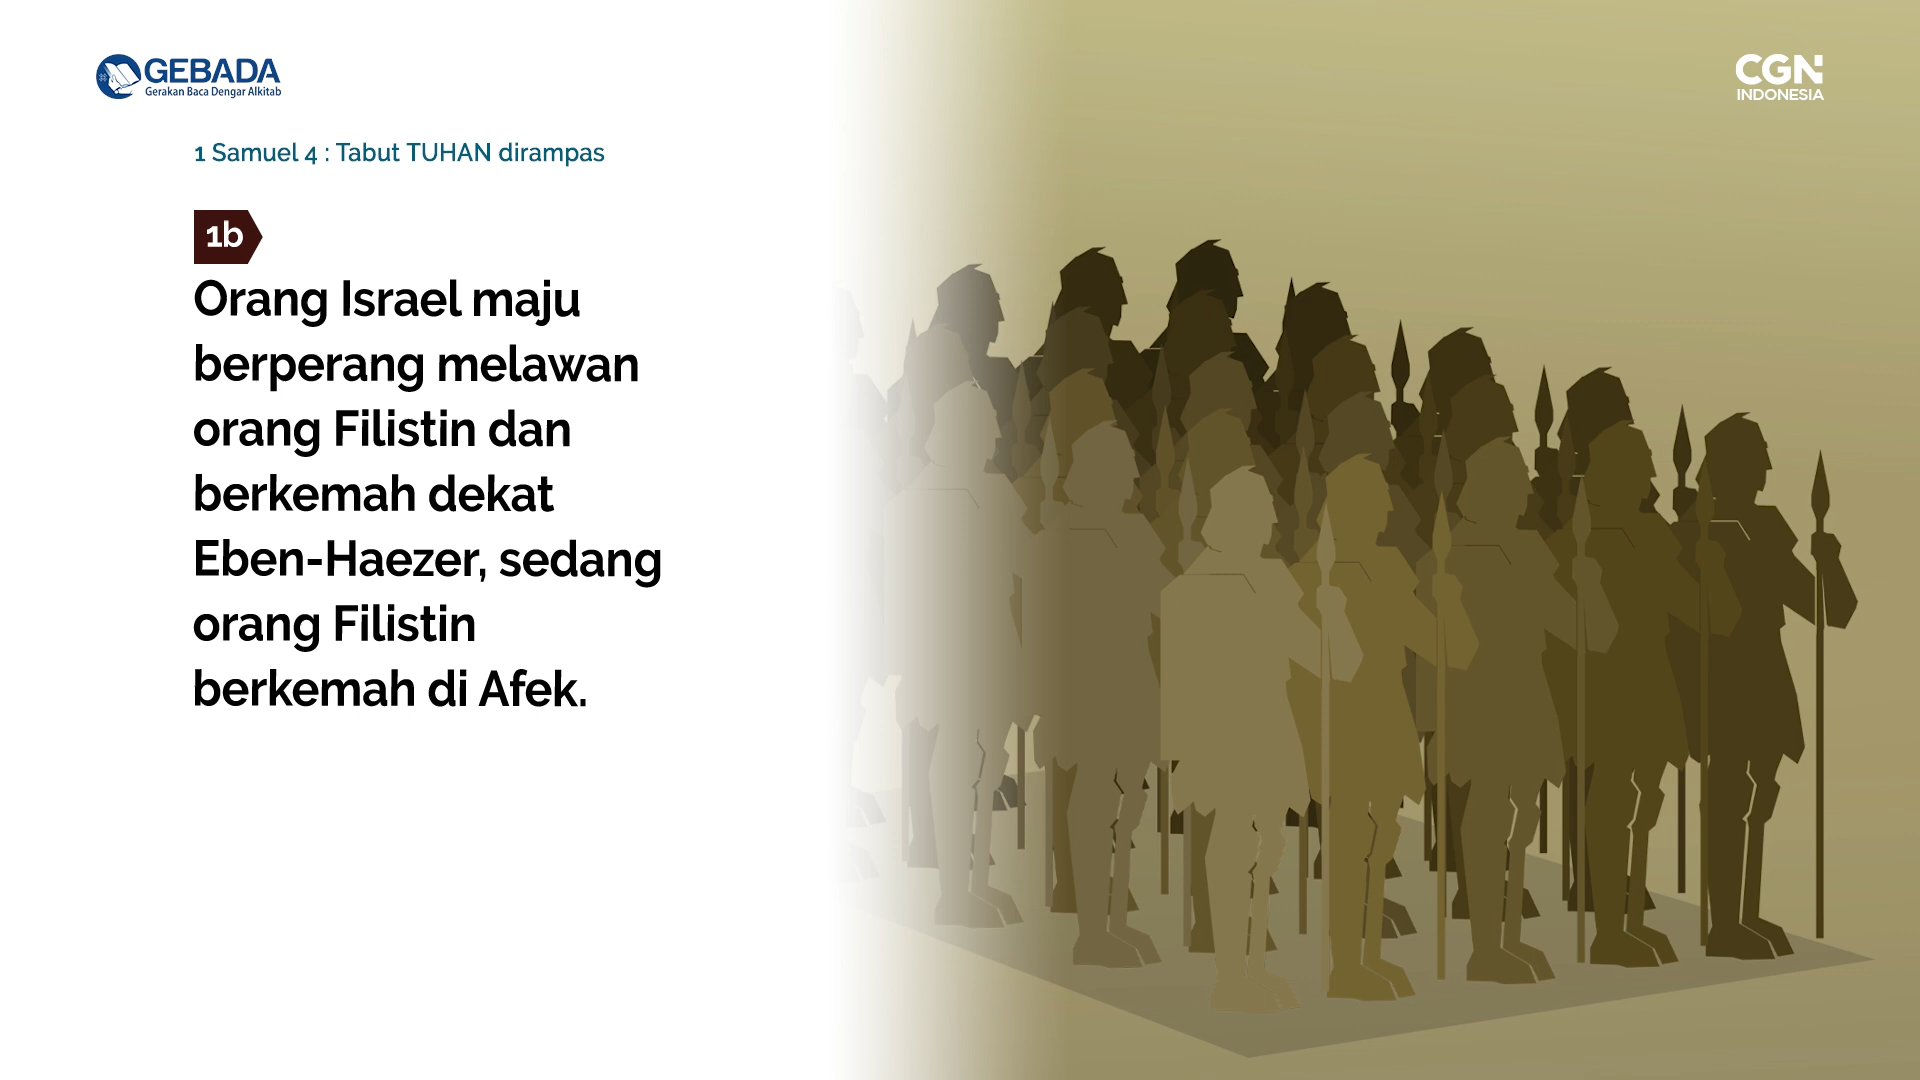 GEBADA
Gerakan Baca Dengar Alkitab
CGN
INDONESIA
1 Samuel 4 : Tabut TUHAN dirampas
1b
Orang Israel maju
berperang melawan
orang Filistin dan
berkemah dekat
Eben-Haezer, sedang
orang Filistin
berkemah di Afek.